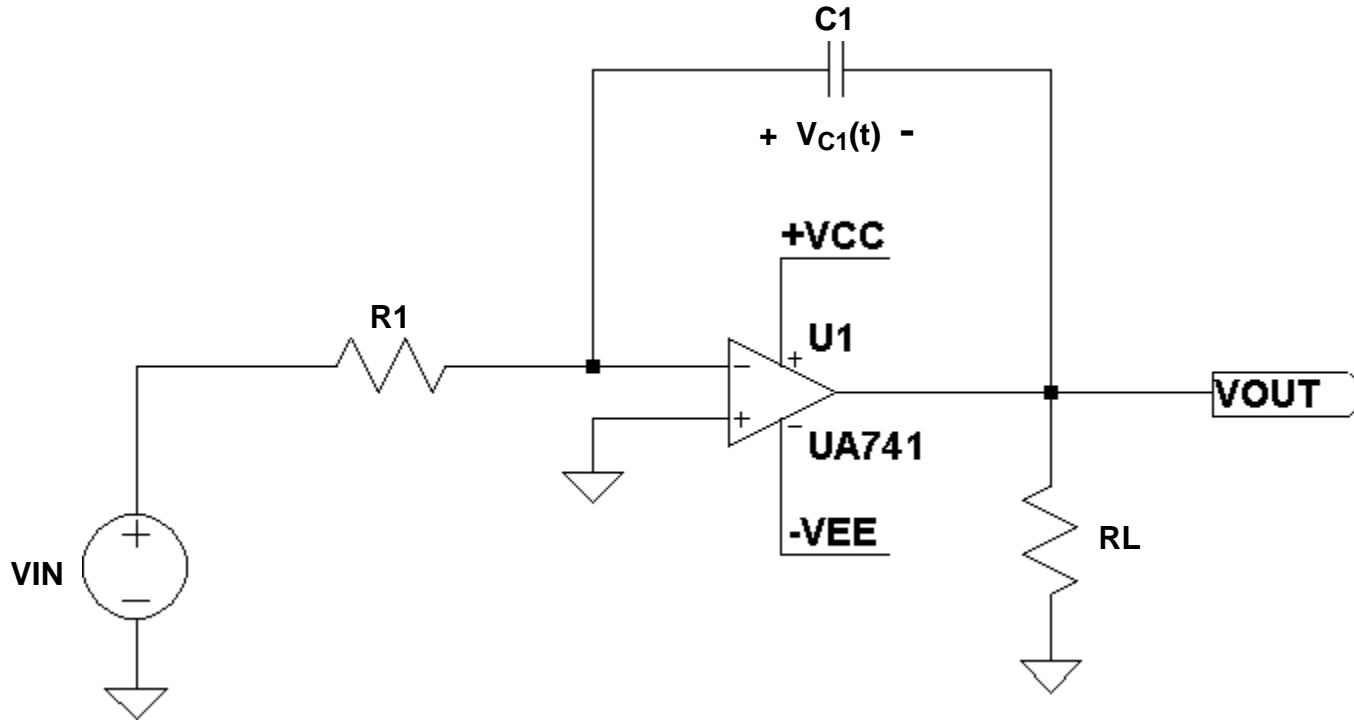 C1
+ VC1(t) -
+VCC
R1
U1
+
−
+
−
VOUT
UA741
+
−
VIN
-VEE
RL